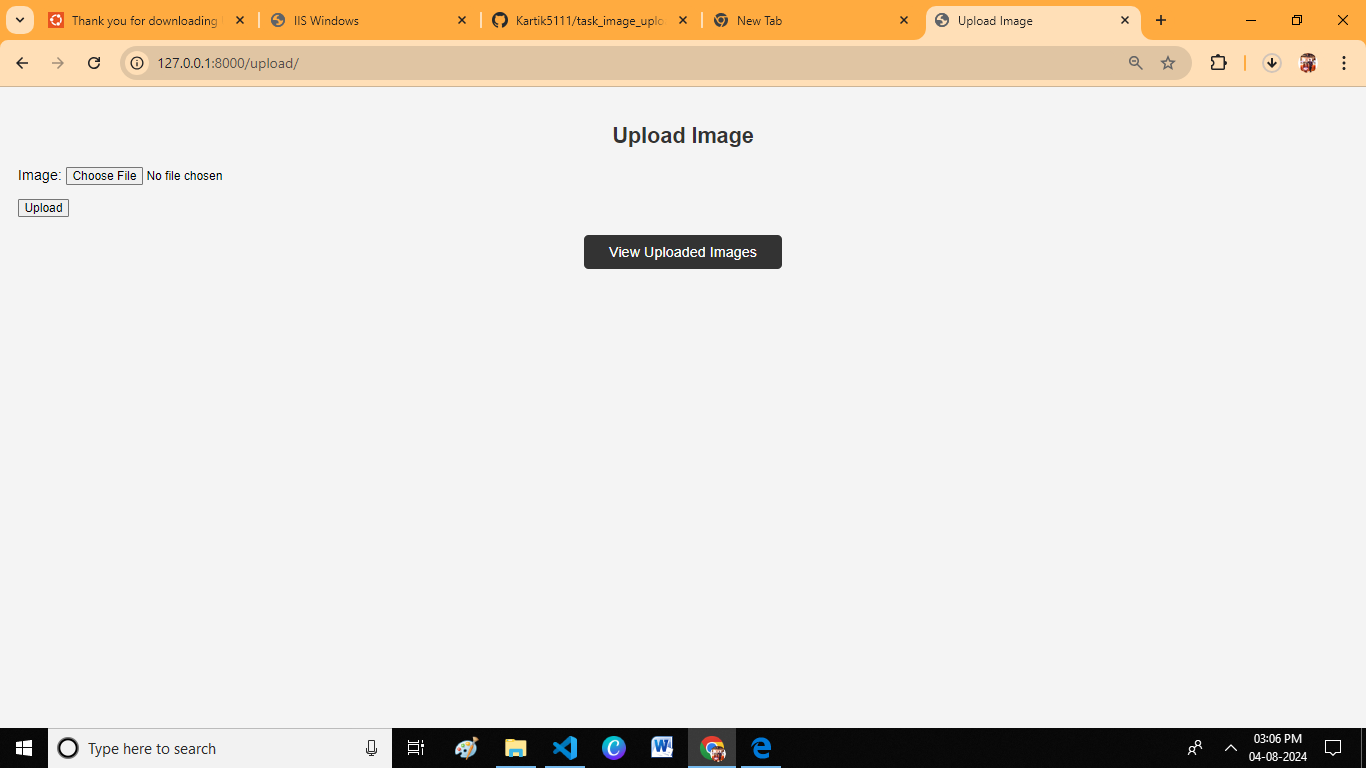 Thank you for downloading
IIS Windows
Kartik5111/task_image_uplo
New Tab
Upload Image
127.0.0.1:8000/upload/
Upload Image
Image: Choose File No file chosen
Upload
View Uploaded Images
Type here to search
03:06 PM
04-08-2024